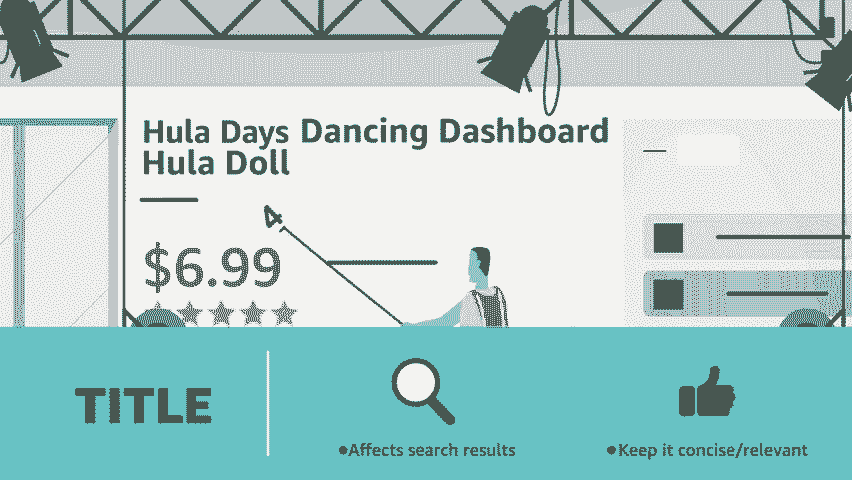 Hula Days Dancing Dashboard
Hula Doll
$6.99
TITLE
•Affects search results
•Keep it concise/relevant